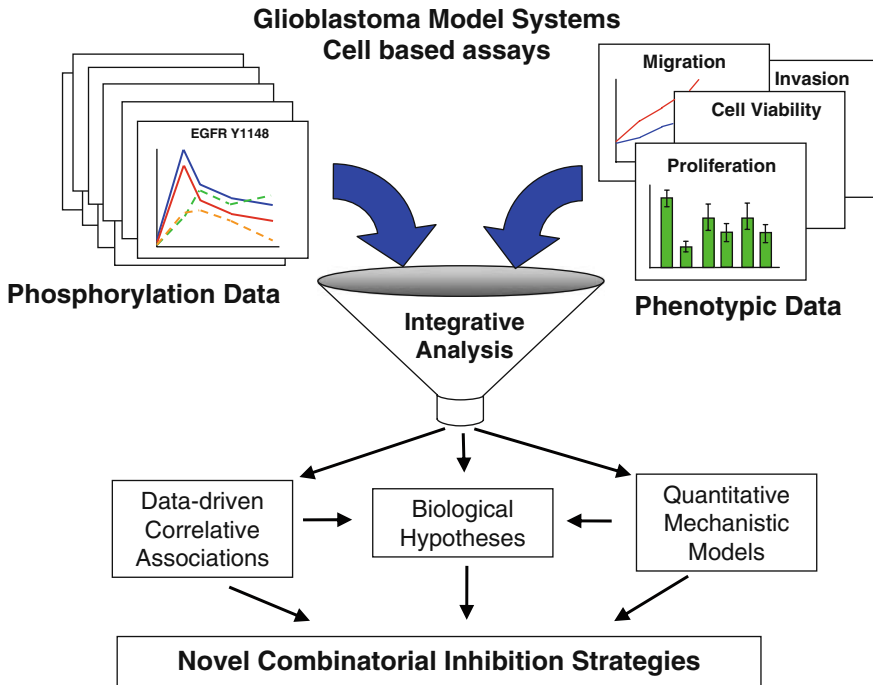 Glioblastoma Model Systems
Cell based assays
EGFR Y1148
Phosphorylation Data
Migration
Invasion
Cell Viability
Proliferation
Phenotypic Data
Integrative
Analysis
Data-driven
Correlative
Associations
Biological
Hypotheses
Quantitative
Mechanistic
Models
Novel Combinatorial Inhibition Strategies